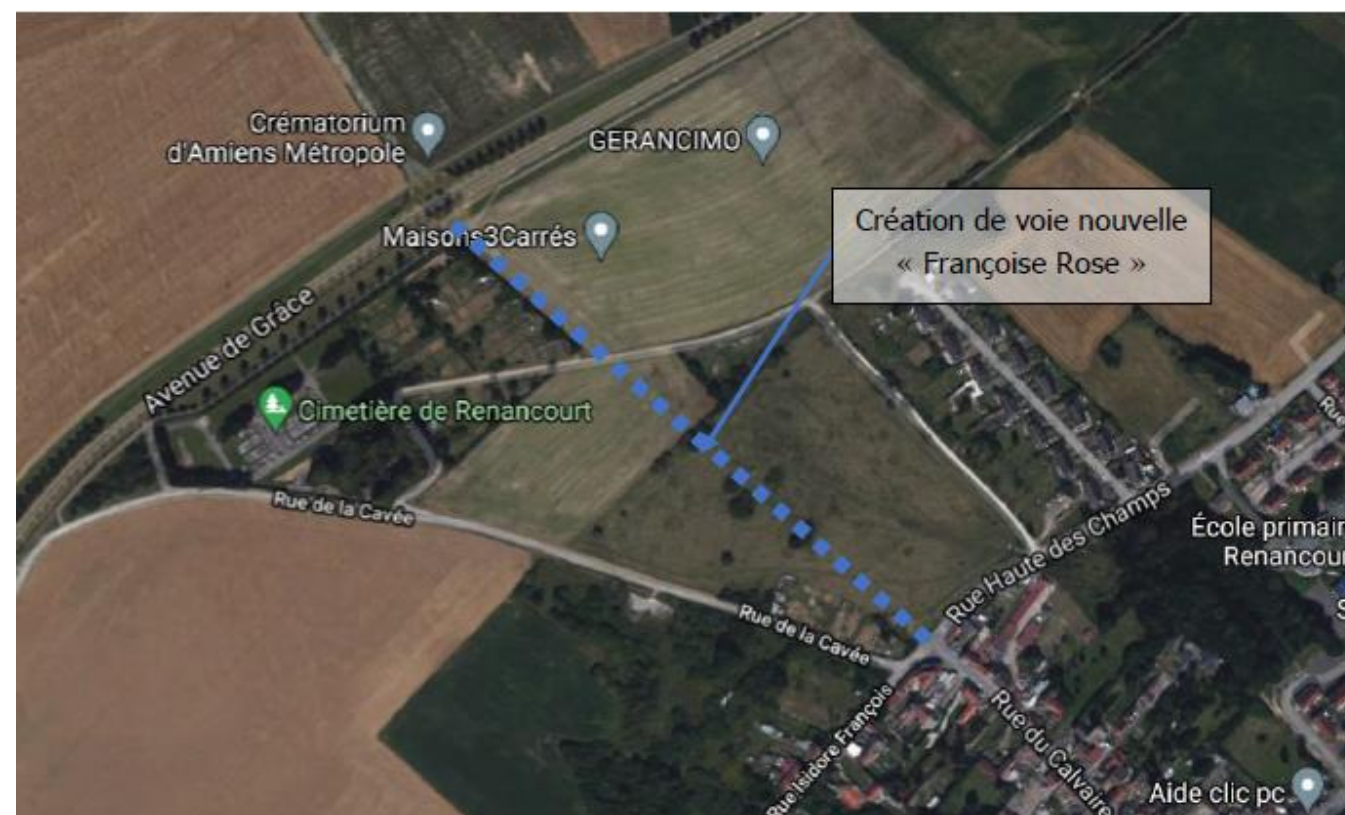 Crématorium
d'Amiens Métropole
GERANCIMO
Création de voie nouvelle
« Françoise Rose »
Maisons3Carrés
Avenue de Grâce
Cimetière de Renancourt
Rue de la Cavée
Rue Haute des Champs
École
Rue de la Cavée
Rue Isidore François
Rue du Calvaire
Aide clic pc
Rue